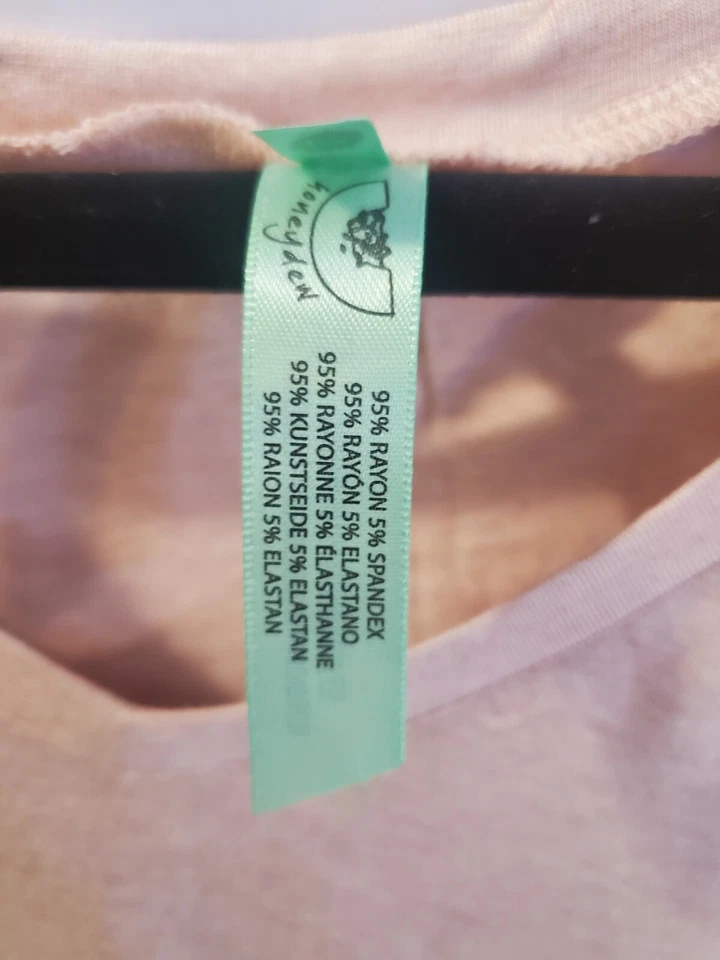 honeydew
95% RAYON 5% SPANDEX
95% RAYÓN 5% ELASTANO
95% RAYONNE 5% ÉLASTHANNE
95% KUNSTSEIDE 5% ELASTAN
95% RAION 5% ELASTAN